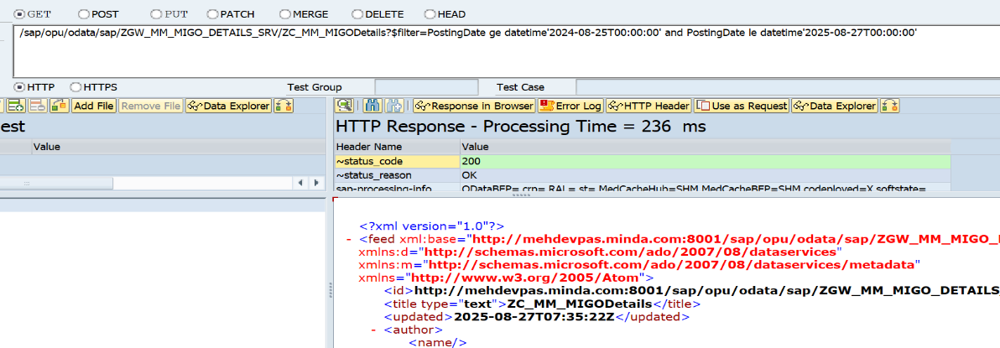 GET POST PUT PATCH MERGE DELETE HEAD
/sap/opu/odata/sap/ZGW_MM_MIGO_DETAILS_SRV/ZC_MM_MIGODetails?$filter=PostingDate ge datetime'2024-08-25T00:00:00' and PostingDate le datetime'2025-08-27T00:00:00'
HTTP HTTPS Test Group Test Case
Add File Remove File Data Explorer Response in Browser Error Log HTTP Header Use as Request Data Explorer
est HTTP Response - Processing Time = 236 ms
Value Header Name Value
~status_code 200
~status_reason OK
sap-processing-info ODataBEP= crp= RAL= st= MedCacheHub=SHM MedCacheBEP=SHM codeployed=X softstate=
<?xml version="1.0"?>
- <feed xml:base="http://mehdevpas.minda.com:8001/sap/opu/odata/sap/ZGW_MM_MIGO_
xmlns:d="http://schemas.microsoft.com/ado/2007/08/dataservices"
xmlns:m="http://schemas.microsoft.com/ado/2007/08/dataservices/metadata"
xmlns="http://www.w3.org/2005/Atom">
<id>http://mehdevpas.minda.com:8001/sap/opu/odata/sap/ZGW_MM_MIGO_DETAILS_
<title type="text">ZC_MM_MIGODetails</title>
<updated>2025-08-27T07:35:22Z</updated>
- <author>
<name/>